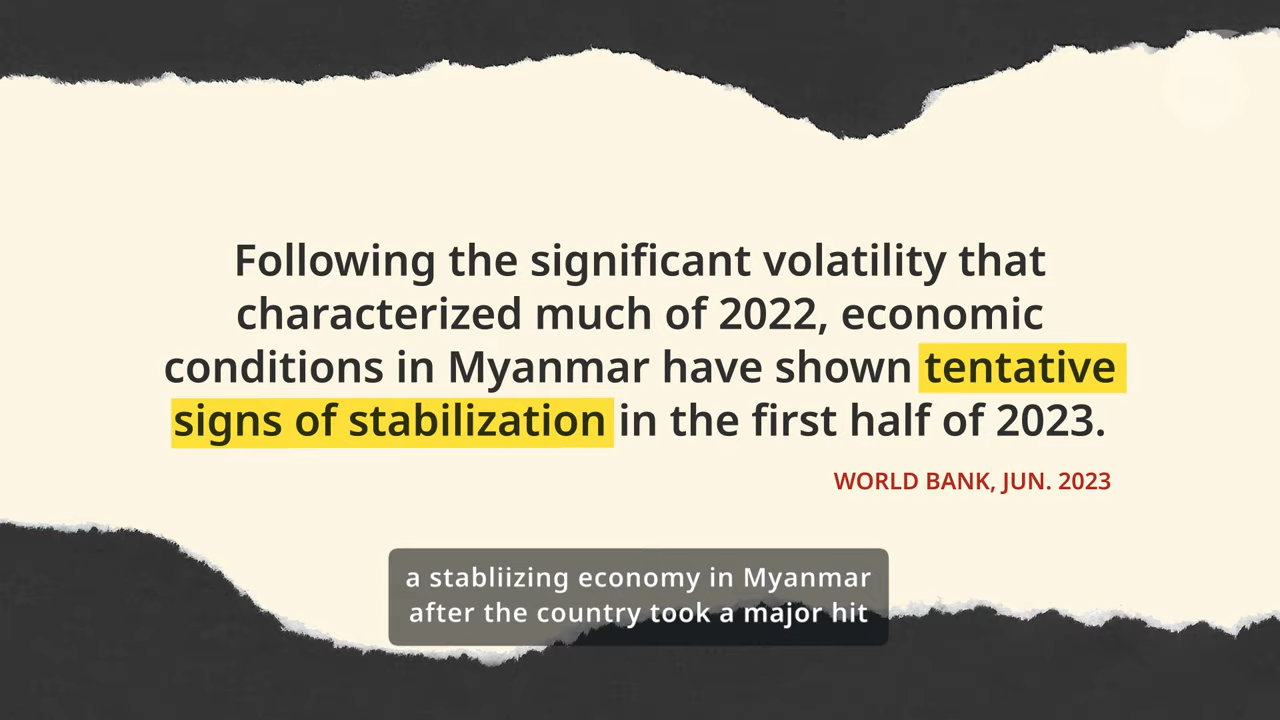 Following the significant volatility that
characterized much of 2022, economic
conditions in Myanmar have shown tentative
signs of stabilization in the first half of 2023.
WORLD BANK, JUN. 2023
a stabliizing economy in Myanmar
after the country took a major hit